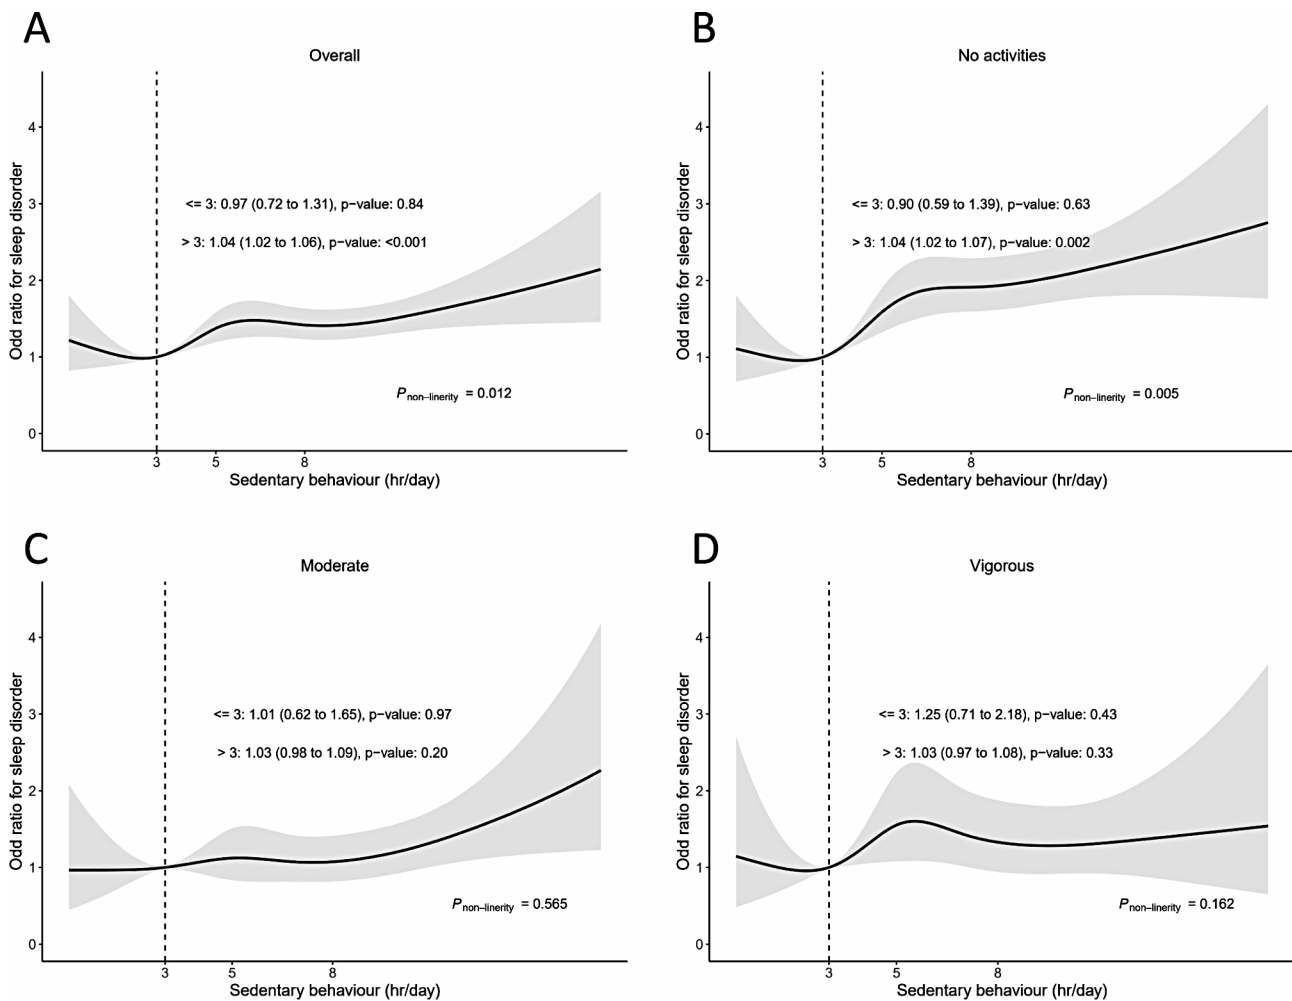 A
Overall
Odd ratio for sleep disorder
4
3
2
1
0
<= 3: 0.97 (0.72 to 1.31), p−value: 0.84
> 3: 1.04 (1.02 to 1.06), p−value: <0.001
P non−linerity = 0.012
3 5 8
Sedentary behaviour (hr/day)
B
No activities
Odd ratio for sleep disorder
4
3
2
1
0
<= 3: 0.90 (0.59 to 1.39), p−value: 0.63
> 3: 1.04 (1.02 to 1.07), p−value: 0.002
P non−linerity = 0.005
3 5 8
Sedentary behaviour (hr/day)
C
Moderate
Odd ratio for sleep disorder
4
3
2
1
0
<= 3: 1.01 (0.62 to 1.65), p−value: 0.97
> 3: 1.03 (0.98 to 1.09), p−value: 0.20
P non−linerity = 0.565
3 5 8
Sedentary behaviour (hr/day)
D
Vigorous
Odd ratio for sleep disorder
4
3
2
1
0
<= 3: 1.25 (0.71 to 2.18), p−value: 0.43
> 3: 1.03 (0.97 to 1.08), p−value: 0.33
P non−linerity = 0.162
3 5 8
Sedentary behaviour (hr/day)